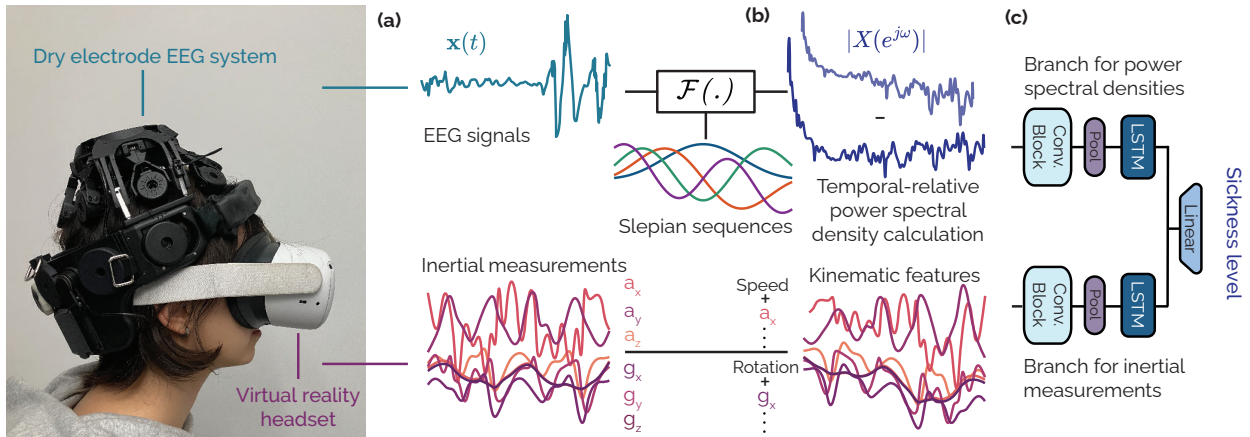 Dry electrode EEG system
Virtual reality
headset
(a)
x(t)
EEG signals
F(.)
Slepian sequences
(b)
|X(e^{jω})|
–
Temporal-relative
power spectral
density calculation
Inertial measurements
a_x
a_y
a_z
g_x
g_y
g_z
Speed
+
a_x
⋮
Rotation
+
g_x
⋮
Kinematic features
(c)
Branch for power
spectral densities
Conv.
Block
Pool
LSTM
Linear
Sickness level
Conv.
Block
Pool
LSTM
Branch for inertial
measurements